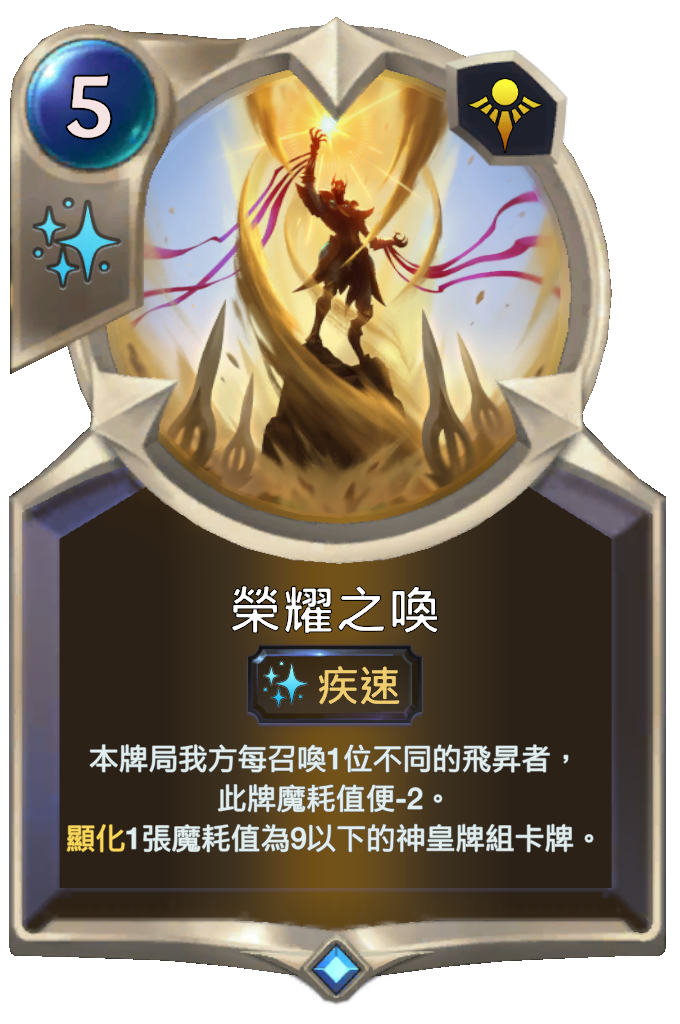 5
榮耀之喚
疾速
本牌局我方每召喚1位不同的飛昇者，
此牌魔耗值便-2。
顯化1張魔耗值為9以下的神皇牌組卡牌。